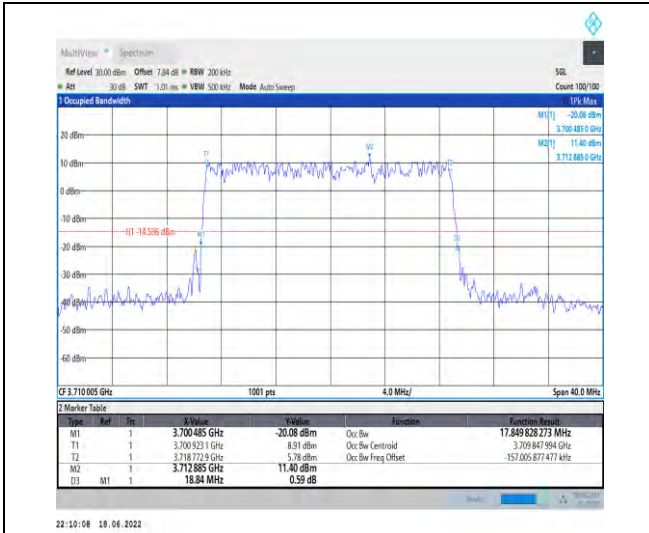 MultiView Spectrum
Ref Level 30.00 dBm Offset 7.84 dB RBW 200 kHz SGL
Att 30 dB SWT 1.01 ms VBW 500 kHz Mode Auto Sweep Count 100/100
1 Occupied Bandwidth 1Pk Max
M1[1] -20.08 dBm
3.700 485 0 GHz
M2[1] 11.40 dBm
3.712 885 0 GHz
20 dBm
M2
T1 T2
10 dBm
0 dBm
-10 dBm
H1 -14.596 dBm
M1 D3
-20 dBm
-30 dBm
-40 dBm
-50 dBm
-60 dBm
CF 3.710 005 GHz 1001 pts 4.0 MHz/ Span 40.0 MHz
2 Marker Table
Type Ref Trc X-Value Y-Value Function Function Result
M1 1 3.700 485 GHz -20.08 dBm Occ Bw 17.849 828 273 MHz
T1 1 3.700 923 1 GHz 8.91 dBm Occ Bw Centroid 3.709 847 994 GHz
T2 1 3.718 772 9 GHz 5.78 dBm Occ Bw Freq Offset -157.005 877 477 kHz
M2 1 3.712 885 GHz 11.40 dBm
D3 M1 1 18.84 MHz 0.59 dB
22:10:08 18.06.2022